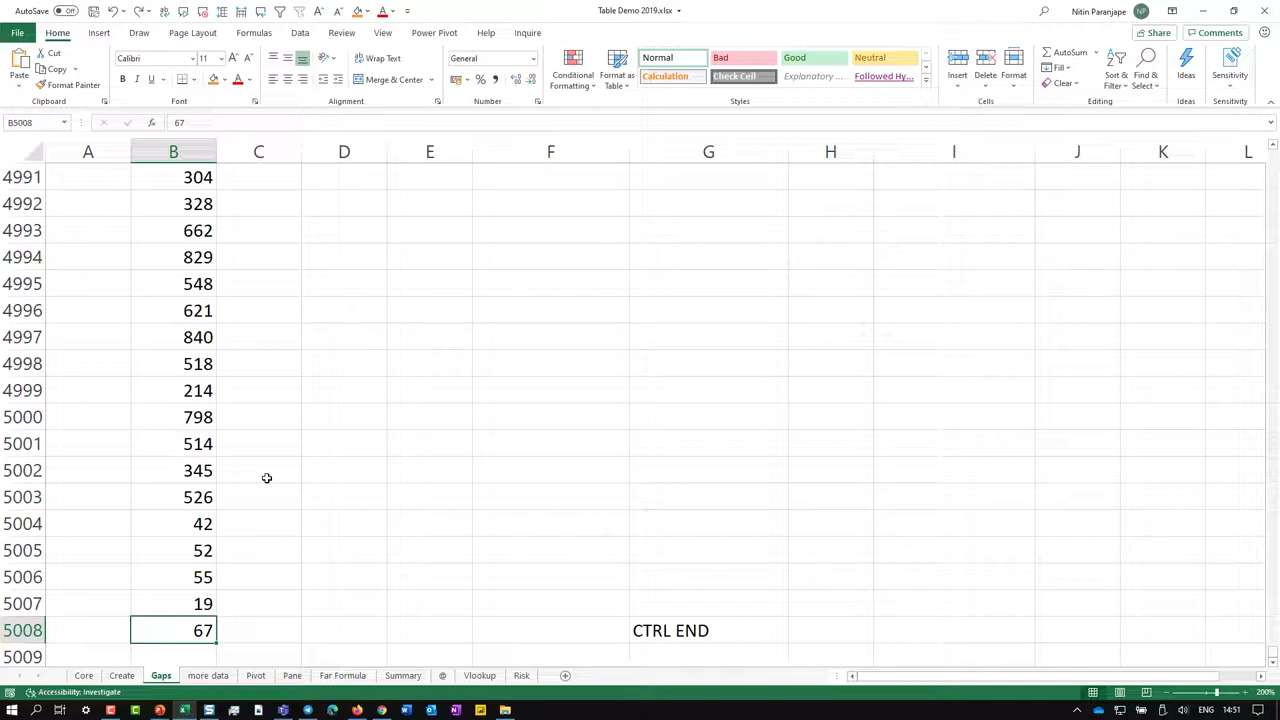 AutoSave Off
Table Demo 2019.xlsx
Nitin Paranjape NP
File Home Insert Draw Page Layout Formulas Data Review View Power Pivot Help Inquire
Share Comments
Paste
Cut
Copy
Format Painter
Clipboard
Calibri 11
B I U
Font
Wrap Text
Merge & Center
Alignment
General
Number
Conditional Formatting
Format as Table
Normal Bad Good Neutral
Calculation Check Cell Explanatory ... Followed Hy...
Styles
Insert Delete Format
Cells
AutoSum
Fill
Clear
Sort & Filter
Find & Select
Editing
Ideas
Ideas
Sensitivity
Sensitivity
B5008 fx 67
A B C D E F G H I J K L
4991 304
4992 328
4993 662
4994 829
4995 548
4996 621
4997 840
4998 518
4999 214
5000 798
5001 514
5002 345
5003 526
5004 42
5005 52
5006 55
5007 19
5008 67 CTRL END
5009
Core Create Gaps more data Pivot Pane Far Formula Summary @ Vlookup Risk
Accessibility: Investigate
200%
ENG 14:51